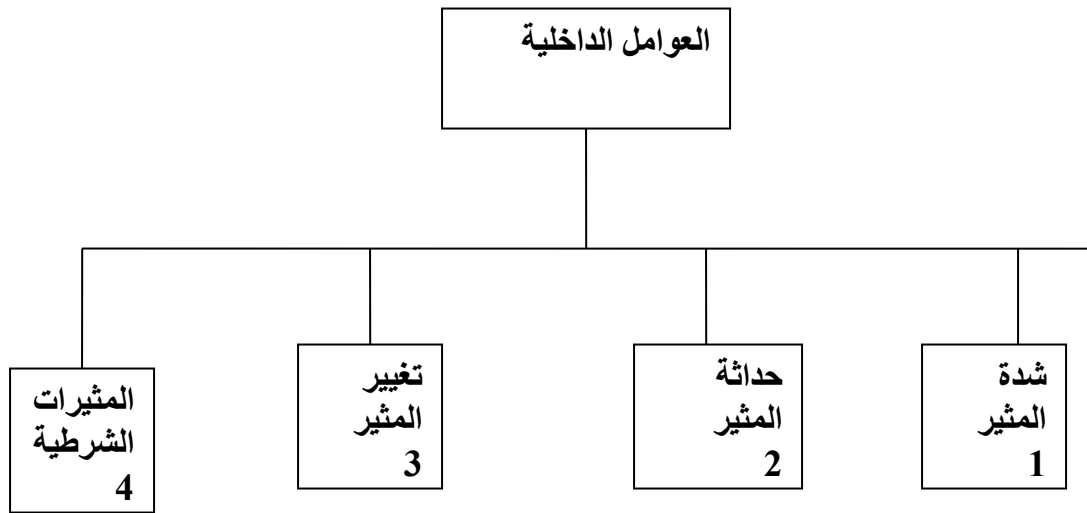 العوامل الداخلية
شدة
المثير
1
حداثة
المثير
2
تغيير
المثير
3
المثيرات
الشرطية
4